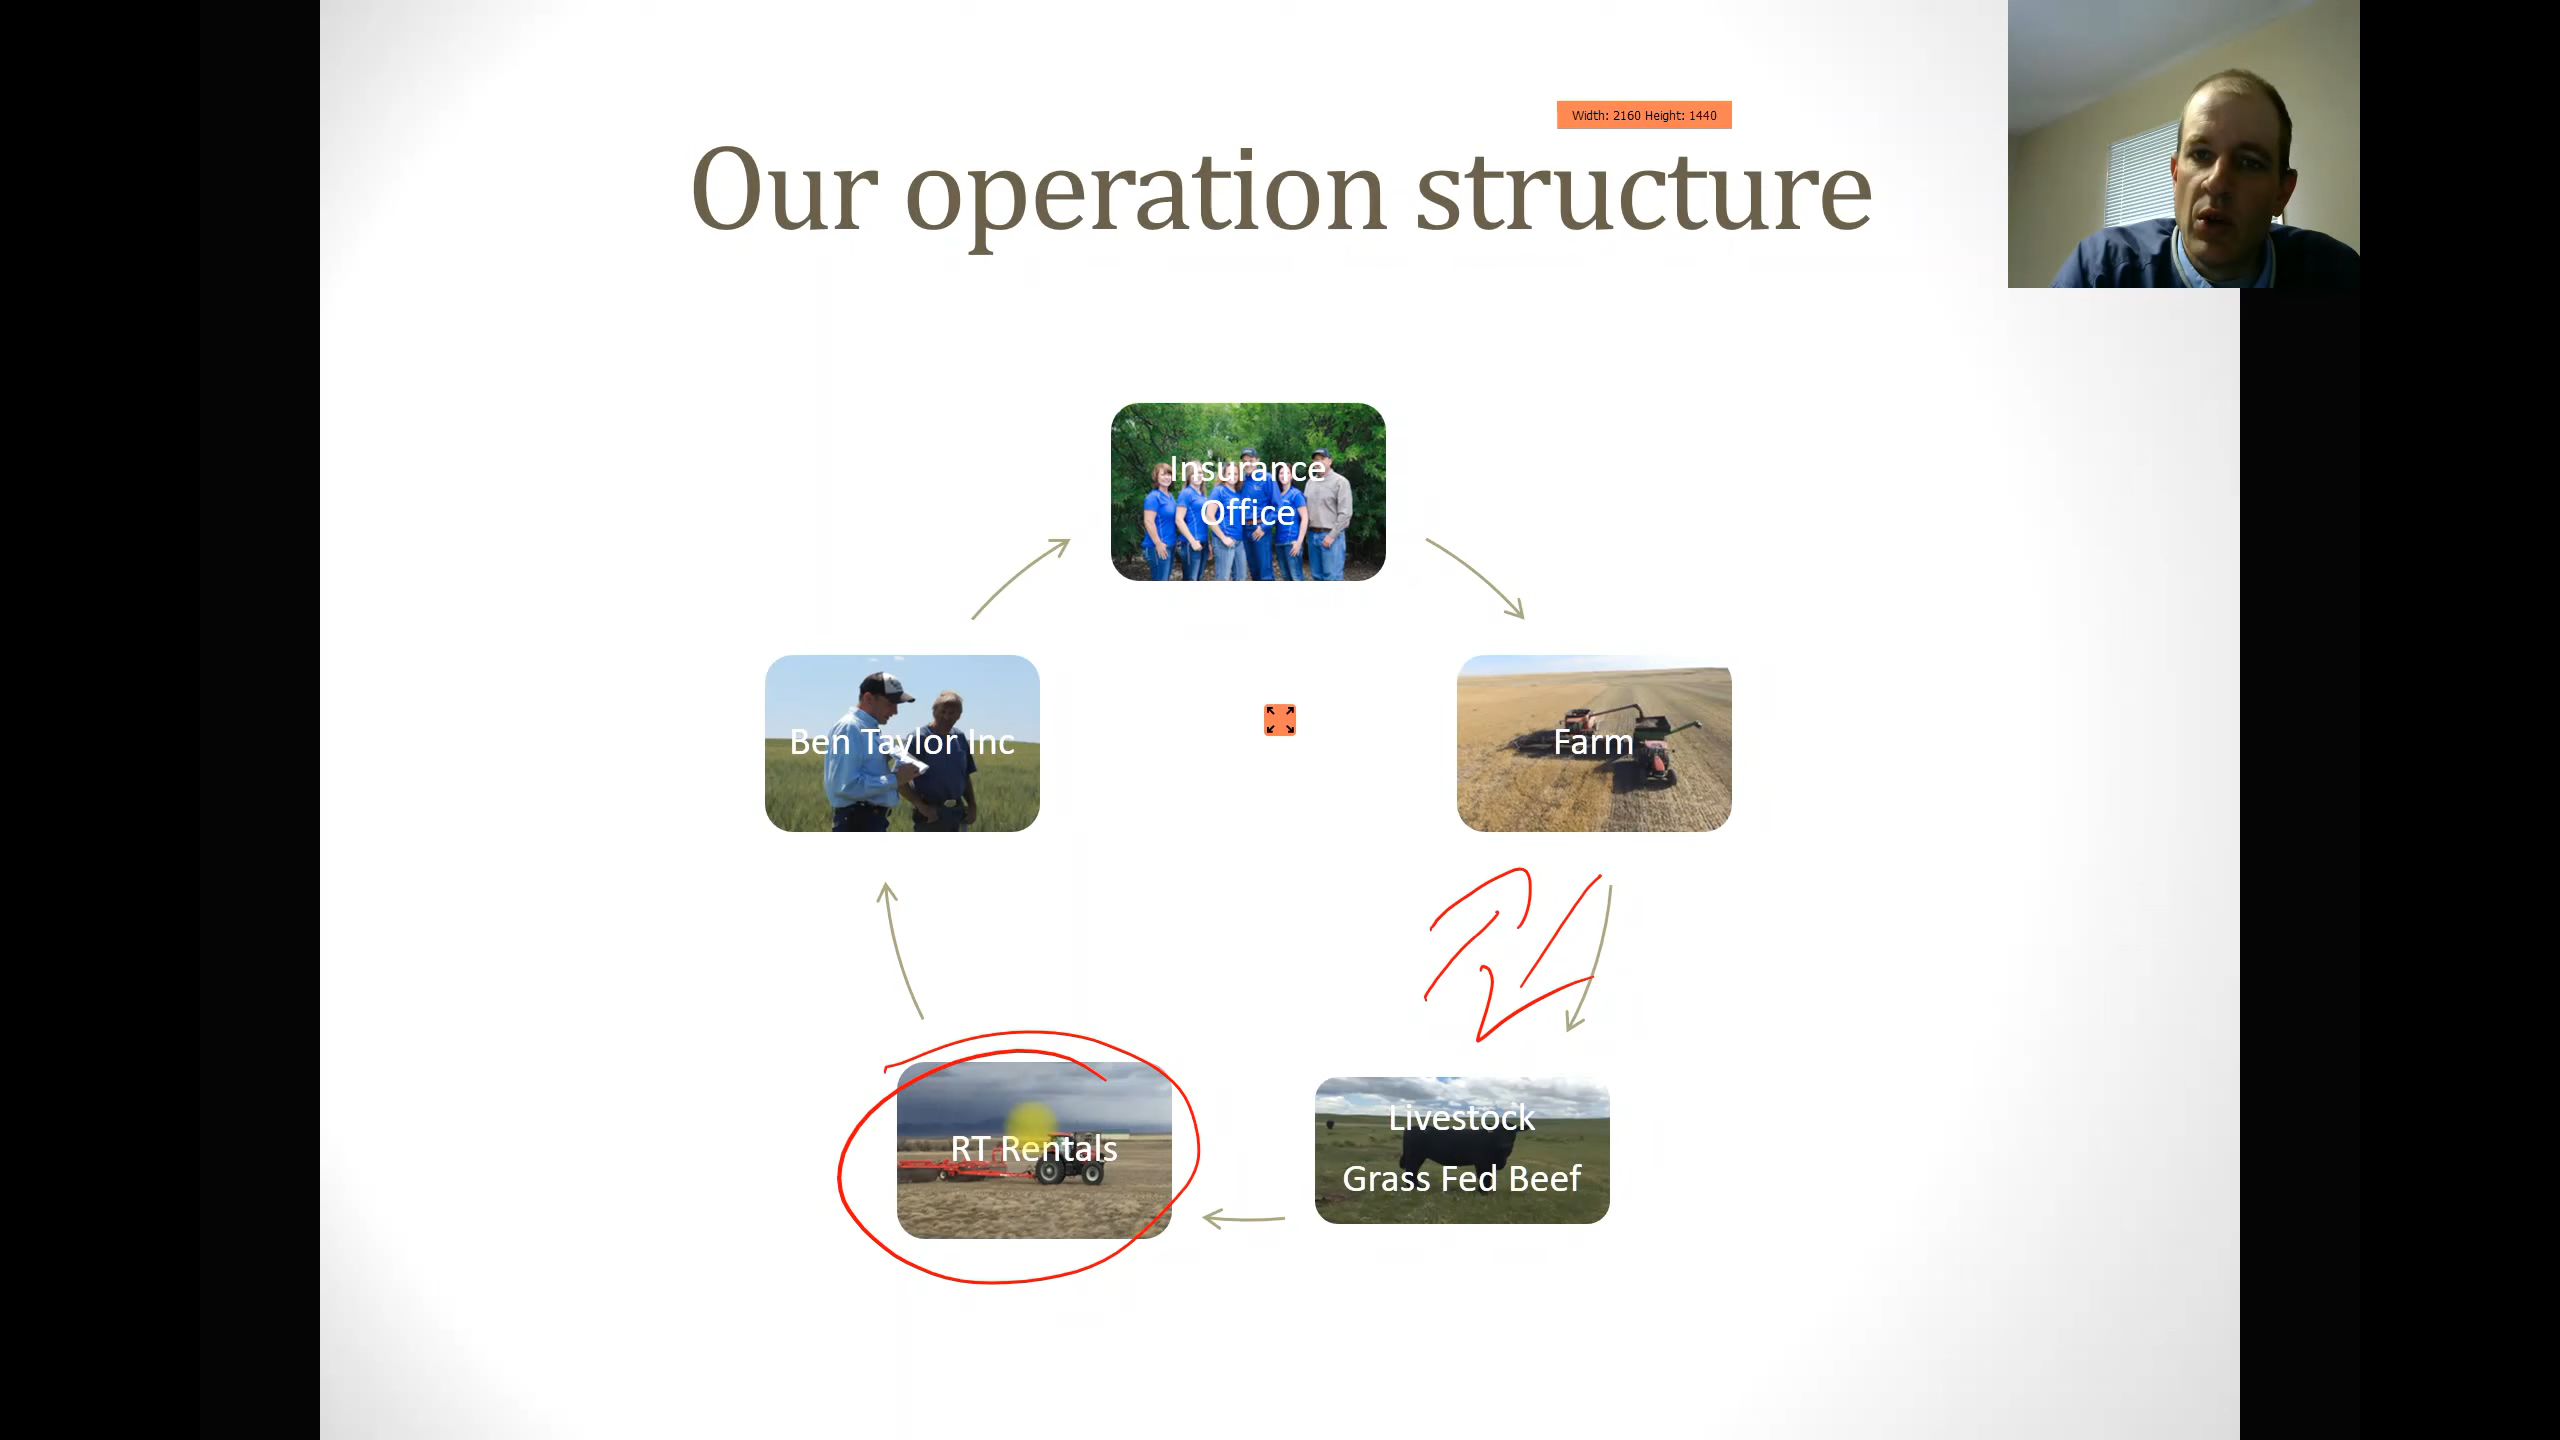 Width: 2160 Height: 1440
Our operation structure
Insurance
Office
Ben Taylor Inc
Farm
RT Rentals
Livestock
Grass Fed Beef